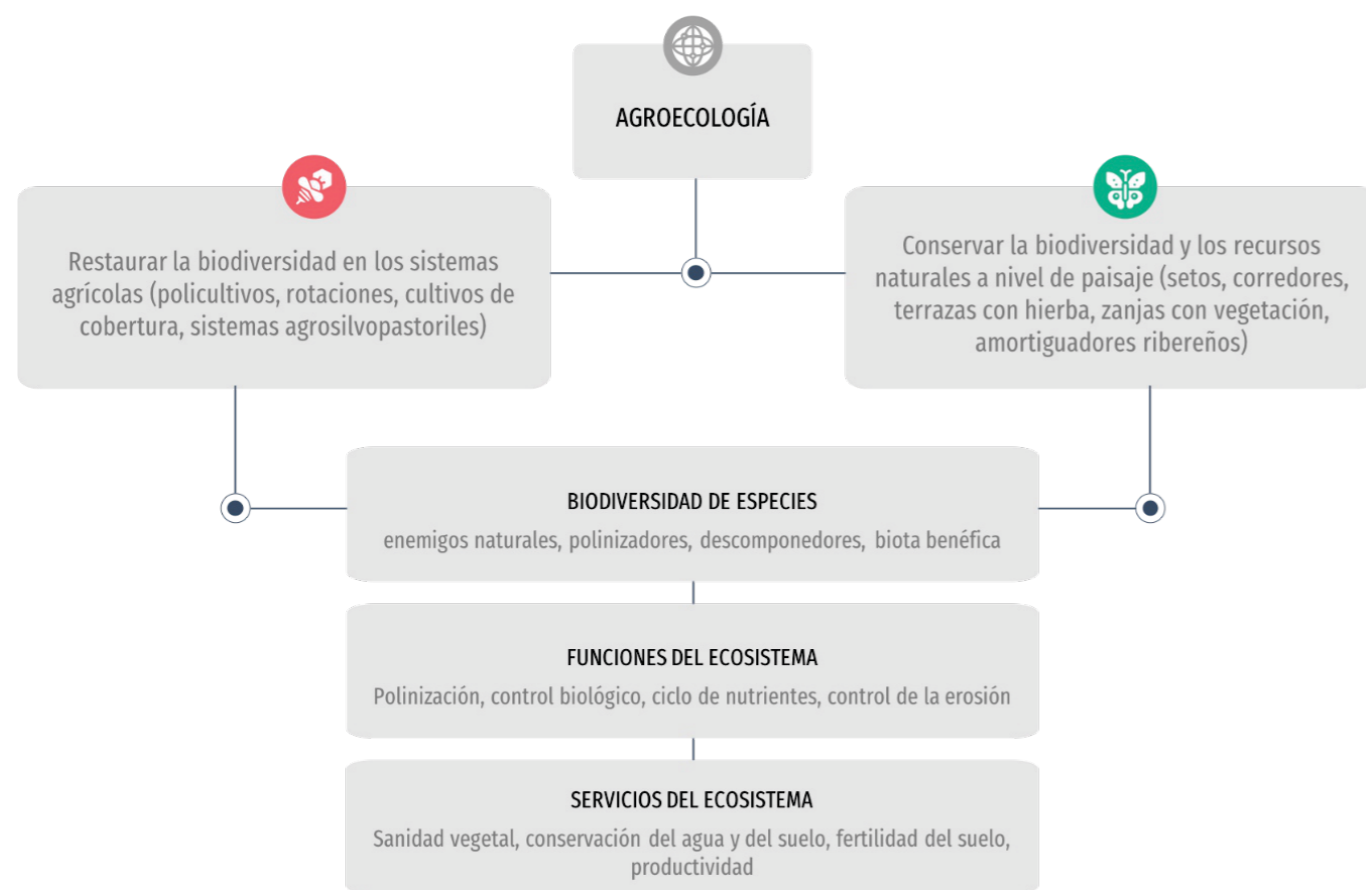 AGROECOLOGÍA
Restaurar la biodiversidad en los sistemas
agrícolas (policultivos, rotaciones, cultivos de
cobertura, sistemas agrosilvopastoriles)
Conservar la biodiversidad y los recursos
naturales a nivel de paisaje (setos, corredores,
terrazas con hierba, zanjas con vegetación,
amortiguadores ribereños)
BIODIVERSIDAD DE ESPECIES
enemigos naturales, polinizadores, descomponedores, biota benéfica
FUNCIONES DEL ECOSISTEMA
Polinización, control biológico, ciclo de nutrientes, control de la erosión
SERVICIOS DEL ECOSISTEMA
Sanidad vegetal, conservación del agua y del suelo, fertilidad del suelo,
productividad